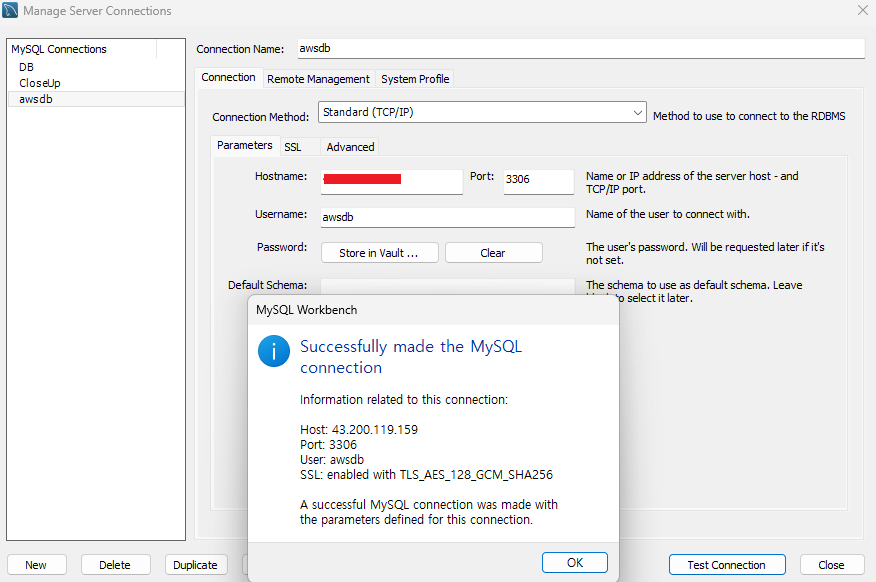 Manage Server Connections
MySQL Connections
DB
CloseUp
awsdb
Connection Name: awsdb
Connection Remote Management System Profile
Connection Method: Standard (TCP/IP) Method to use to connect to the RDBMS
Parameters SSL Advanced
Hostname: Port: 3306 Name or IP address of the server host - and
TCP/IP port.
Username: awsdb Name of the user to connect with.
Password: Store in Vault ... Clear The user's password. Will be requested later if it's
not set.
Default Schema: The schema to use as default schema. Leave
to select it later.
MySQL Workbench
Successfully made the MySQL
connection
Information related to this connection:
Host: 43.200.119.159
Port: 3306
User: awsdb
SSL: enabled with TLS_AES_128_GCM_SHA256
A successful MySQL connection was made with
the parameters defined for this connection.
OK
New Delete Duplicate Test Connection Close